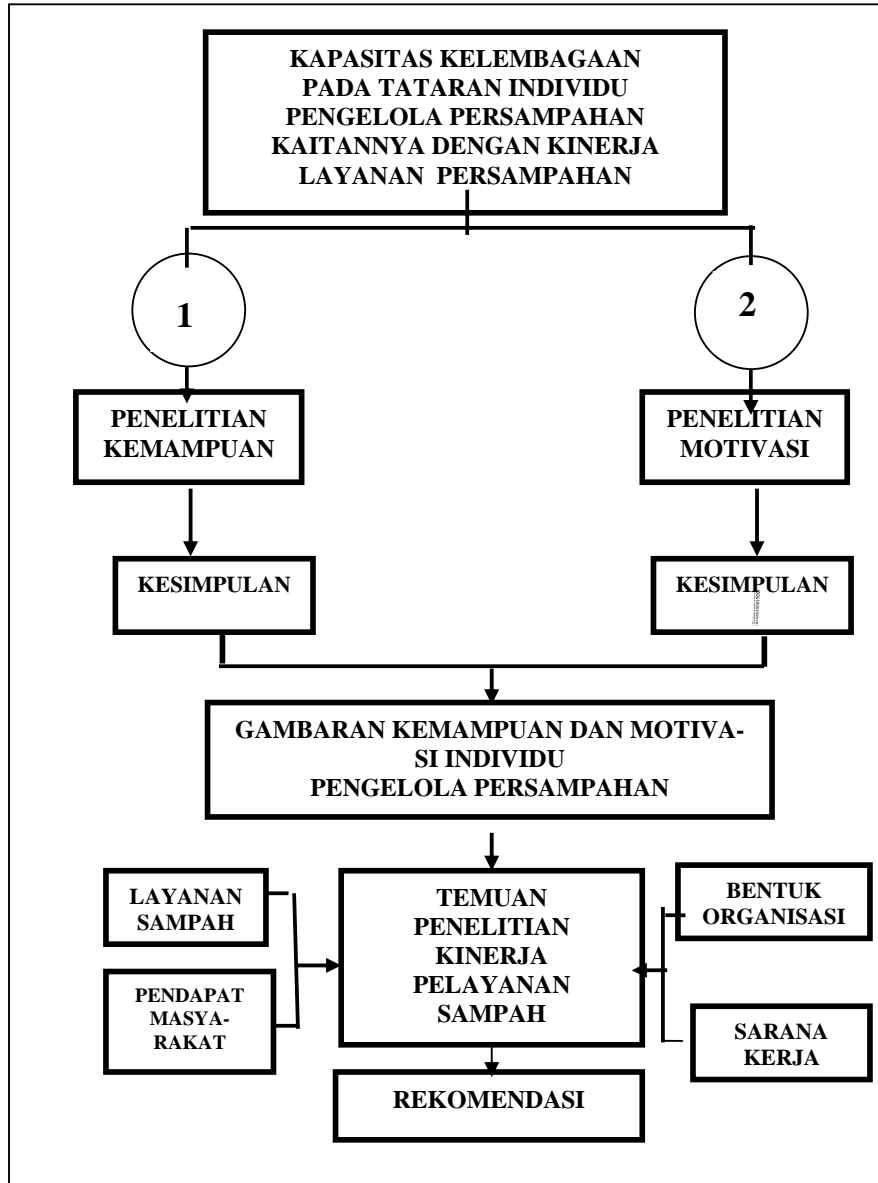 KAPASITAS KELEMBAGAAN
PADA TATARAN INDIVIDU
PENGELOLA PERSAMPAHAN
KAITANNYA DENGAN KINERJA
LAYANAN PERSAMPAHAN
1
2
PENELITIAN
KEMAMPUAN
PENELITIAN
MOTIVASI
KESIMPULAN
KESIMPULAN
GAMBARAN KEMAMPUAN DAN MOTIVA-
SI INDIVIDU
PENGELOLA PERSAMPAHAN
LAYANAN
SAMPAH
PENDAPAT
MASYA-
RAKAT
TEMUAN
PENELITIAN
KINERJA
PELAYANAN
SAMPAH
BENTUK
ORGANISASI
SARANA
KERJA
REKOMENDASI